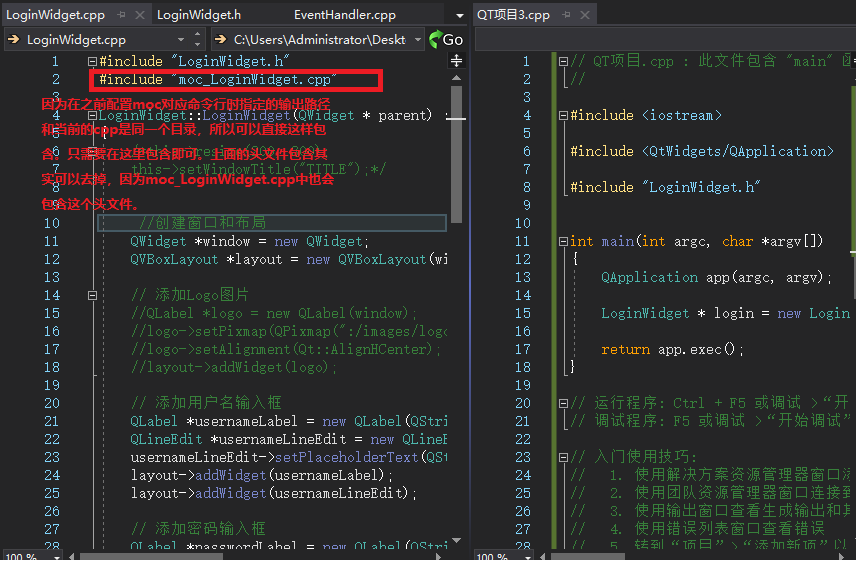 LoginWidget.cpp
LoginWidget.h
EventHandler.cpp
QT项目3.cpp
LoginWidget.cpp
C:\Users\Administrator\Deskt
Go
1 #include "LoginWidget.h"
2 #include "moc_LoginWidget.cpp"
3
因为在之前配置moc对应命令行时指定的输出路径
4 LoginWidget::LoginWidget(QWidget * parent) :
和当前的cpp是同一个目录，所以可以直接这样包
5 {
含。只需要在这里包含即可。上面的头文件包含其
6
7 this->setWindowTitle("TITLE");*/
实可以去掉，因为moc_LoginWidget.cpp中也会
8
包含这个头文件。
9
10 //创建窗口和布局
11 QWidget *window = new QWidget;
12 QVBoxLayout *layout = new QVBoxLayout(wi
13
14 // 添加Logo图片
15 //QLabel *logo = new QLabel(window);
16 //logo->setPixmap(QPixmap(":/images/logo
17 //logo->setAlignment(Qt::AlignHCenter);
18 //layout->addWidget(logo);
19
20 // 添加用户名输入框
21 QLabel *usernameLabel = new QLabel(QStri
22 QLineEdit *usernameLineEdit = new QLineE
23 usernameLineEdit->setPlaceholderText(QSt
24 layout->addWidget(usernameLabel);
25 layout->addWidget(usernameLineEdit);
26
27 // 添加密码输入框
28 QLabel *passwordLabel = new QLabel(QStri
100 %
1 // QT项目.cpp : 此文件包含 "main" 
2 //
3
4 #include <iostream>
5
6 #include <QtWidgets/QApplication>
7
8 #include "LoginWidget.h"
9
10
11 int main(int argc, char *argv[])
12 {
13 QApplication app(argc, argv);
14
15 LoginWidget * login = new Login
16
17 return app.exec();
18 }
19
20 // 运行程序: Ctrl + F5 或调试 >“开
21 // 调试程序: F5 或调试 >“开始调试”
22
23 // 入门使用技巧:
24 // 1. 使用解决方案资源管理器窗口
25 // 2. 使用团队资源管理器窗口连接到
26 // 3. 使用输出窗口查看生成输出和其
27 // 4. 使用错误列表窗口查看错误
28 // 5. 转到“项目”>“添加新项”以
100 %